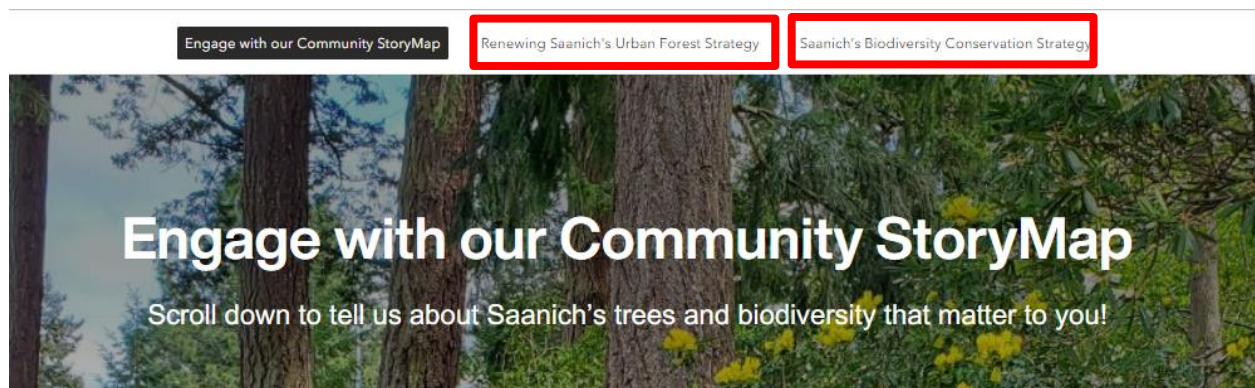 Engage with our Community StoryMap Renewing Saanich's Urban Forest Strategy Saanich's Biodiversity Conservation Strategy
Engage with our Community StoryMap
Scroll down to tell us about Saanich's trees and biodiversity that matter to you!